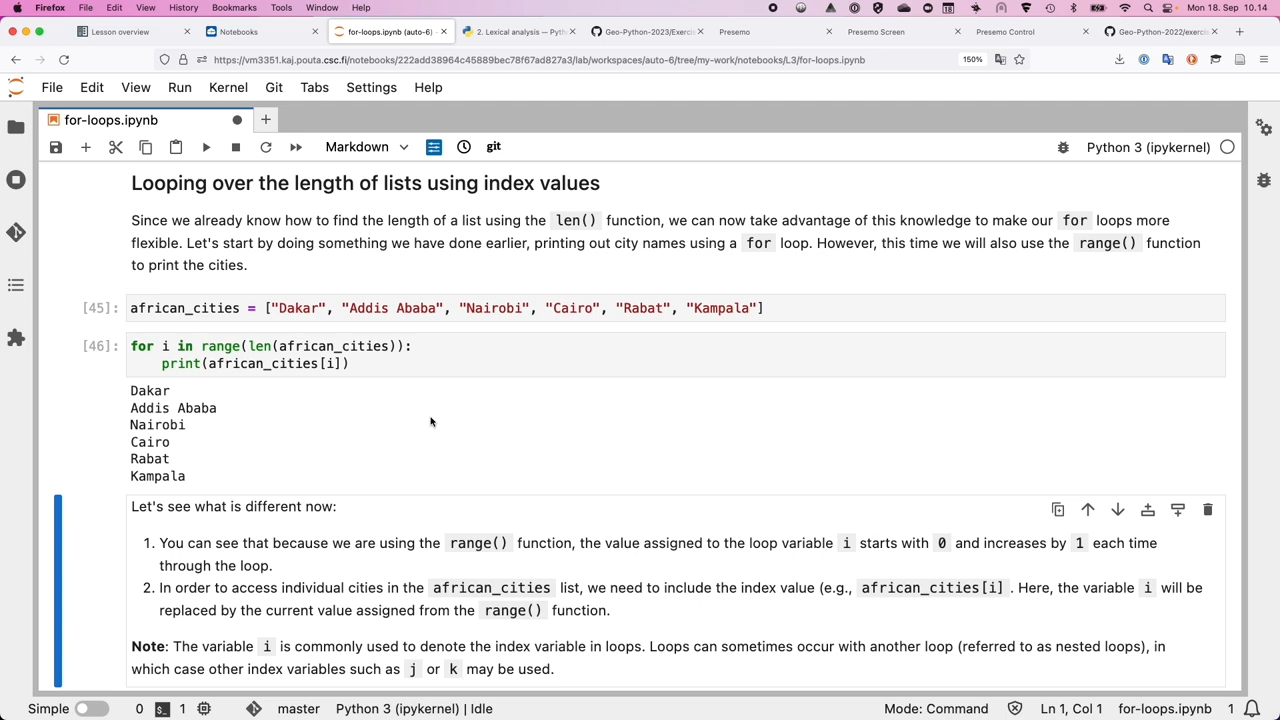 Firefox File Edit View History Bookmarks Tools Window Help Mon 18. Sep 10.14
Lesson overview Notebooks for-loops.ipynb (auto-6) - 2. Lexical analysis — Pyth Geo-Python-2023/Exerci Presemo Presemo Screen Presemo Control Geo-Python-2022/exercis
https://vm3351.kaj.pouta.csc.fi/notebooks/222add38964c45889bec78f67ad827a3/lab/workspaces/auto-6/tree/my-work/notebooks/L3/for-loops.ipynb 150%
File Edit View Run Kernel Git Tabs Settings Help
for-loops.ipynb
Markdown git Python 3 (ipykernel)
Looping over the length of lists using index values
Since we already know how to find the length of a list using the len() function, we can now take advantage of this knowledge to make our for loops more
flexible. Let's start by doing something we have done earlier, printing out city names using a for loop. However, this time we will also use the range() function
to print the cities.
[45]: african_cities = ["Dakar", "Addis Ababa", "Nairobi", "Cairo", "Rabat", "Kampala"]
[46]: for i in range(len(african_cities)):
print(african_cities[i])
Dakar
Addis Ababa
Nairobi
Cairo
Rabat
Kampala
Let's see what is different now:
1. You can see that because we are using the range() function, the value assigned to the loop variable i starts with 0 and increases by 1 each time
through the loop.
2. In order to access individual cities in the african_cities list, we need to include the index value (e.g., african_cities[i] . Here, the variable i will be
replaced by the current value assigned from the range() function.
Note: The variable i is commonly used to denote the index variable in loops. Loops can sometimes occur with another loop (referred to as nested loops), in
which case other index variables such as j or k may be used.
Simple 0 1 master Python 3 (ipykernel) | Idle Mode: Command Ln 1, Col 1 for-loops.ipynb 1